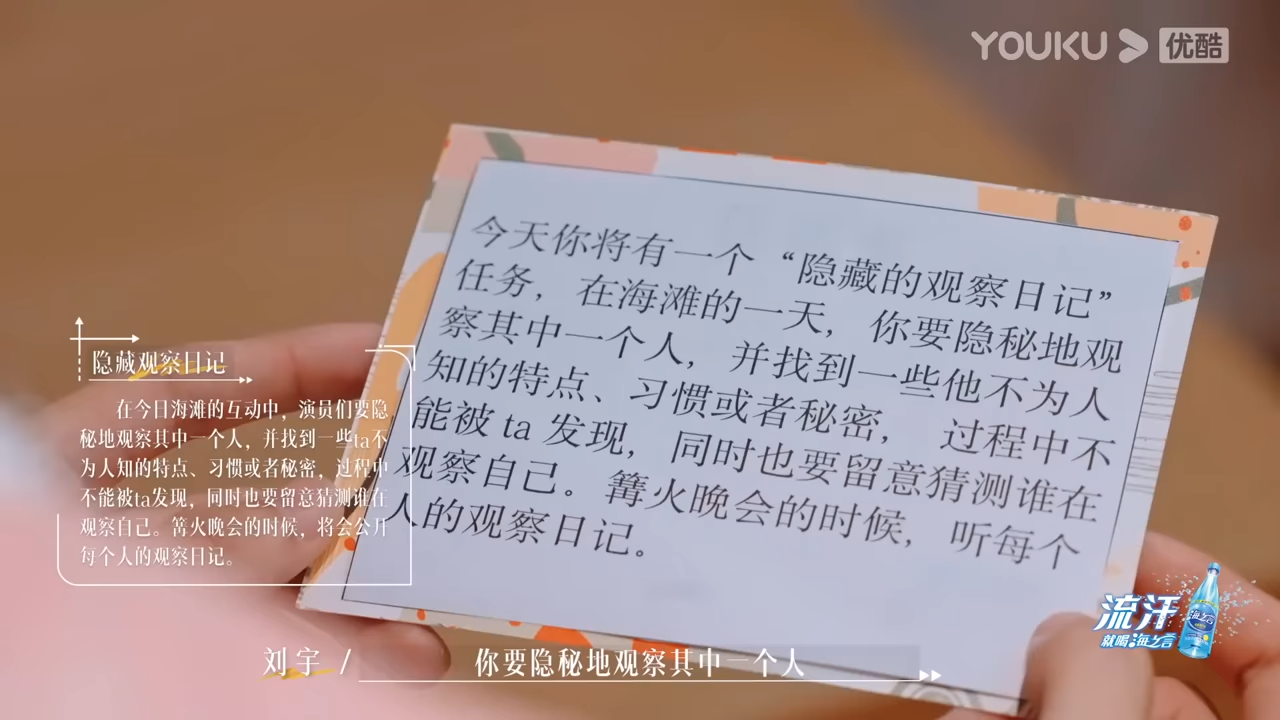 YOUKU 优酷
今天你将有一个“隐藏的观察日记”
任务，在海滩的一天，你要隐秘地观
察其中一个人，并找到一些他不为人
知的特点、习惯或者秘密，过程中不
能被 ta 发现，同时也要留意猜测谁在
观察自己。篝火晚会的时候，听每个
人的观察日记。
隐藏观察日记
在今日海滩的互动中，演员们要隐
秘地观察其中一个人，并找到一些ta不
为人知的特点、习惯或者秘密，过程中
不能被ta发现，同时也要留意猜测谁在
观察自己。篝火晚会的时候，将会公开
每个人的观察日记。
流汗
就喝海之言
海之言
刘宇 / 你要隐秘地观察其中一个人